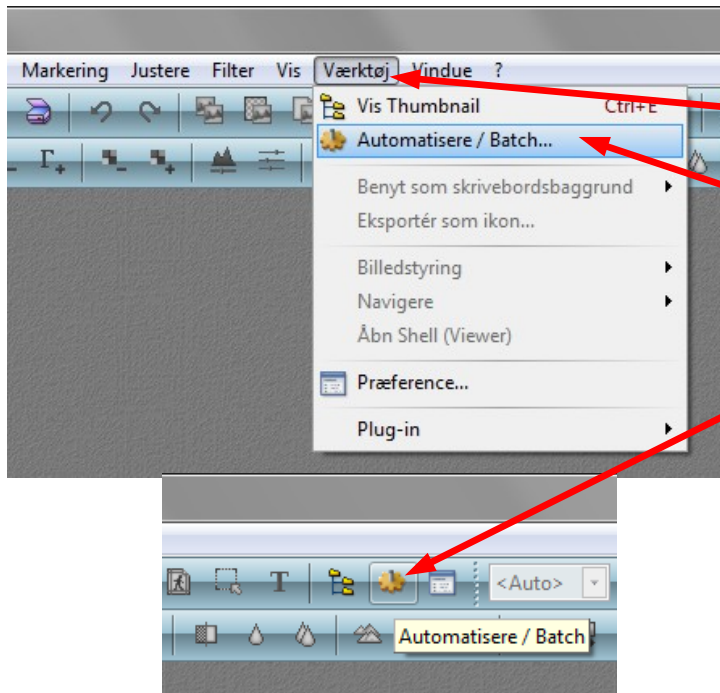 Markering Justere Filter Vis Værktøj Vindue ?
Vis Thumbnail Ctrl+E
Automatisere / Batch...
Benyt som skrivebordsbaggrund
Eksportér som ikon...
Billedstyring
Navigere
Åbn Shell (Viewer)
Præference...
Plug-in
T <Auto>
Automatisere / Batch